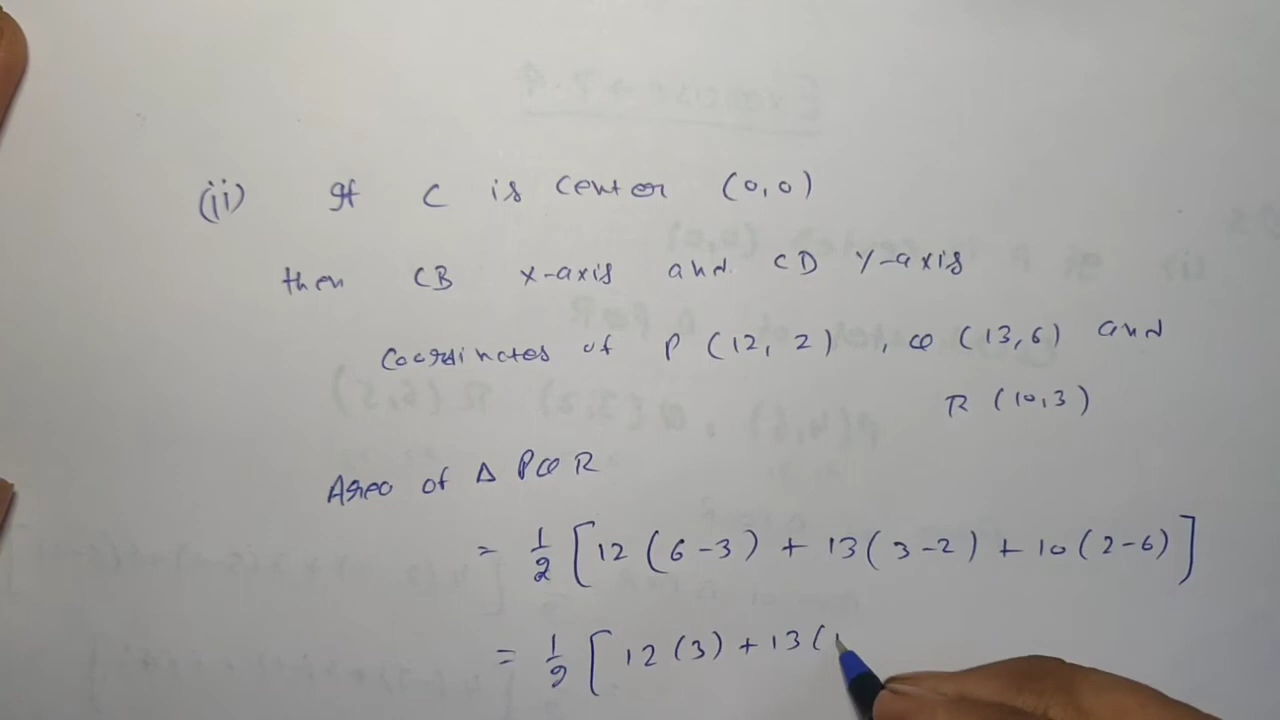 (ii) If C is center (0,0)
then CB X-axis and CD Y-axis
Coordinates of P (12, 2) , Q (13,6) and
R (10,3)
Area of Δ PQR
= 1/2 [12 (6-3) + 13(3-2) + 10(2-6)]
= 1/2 [12 (3) + 13(